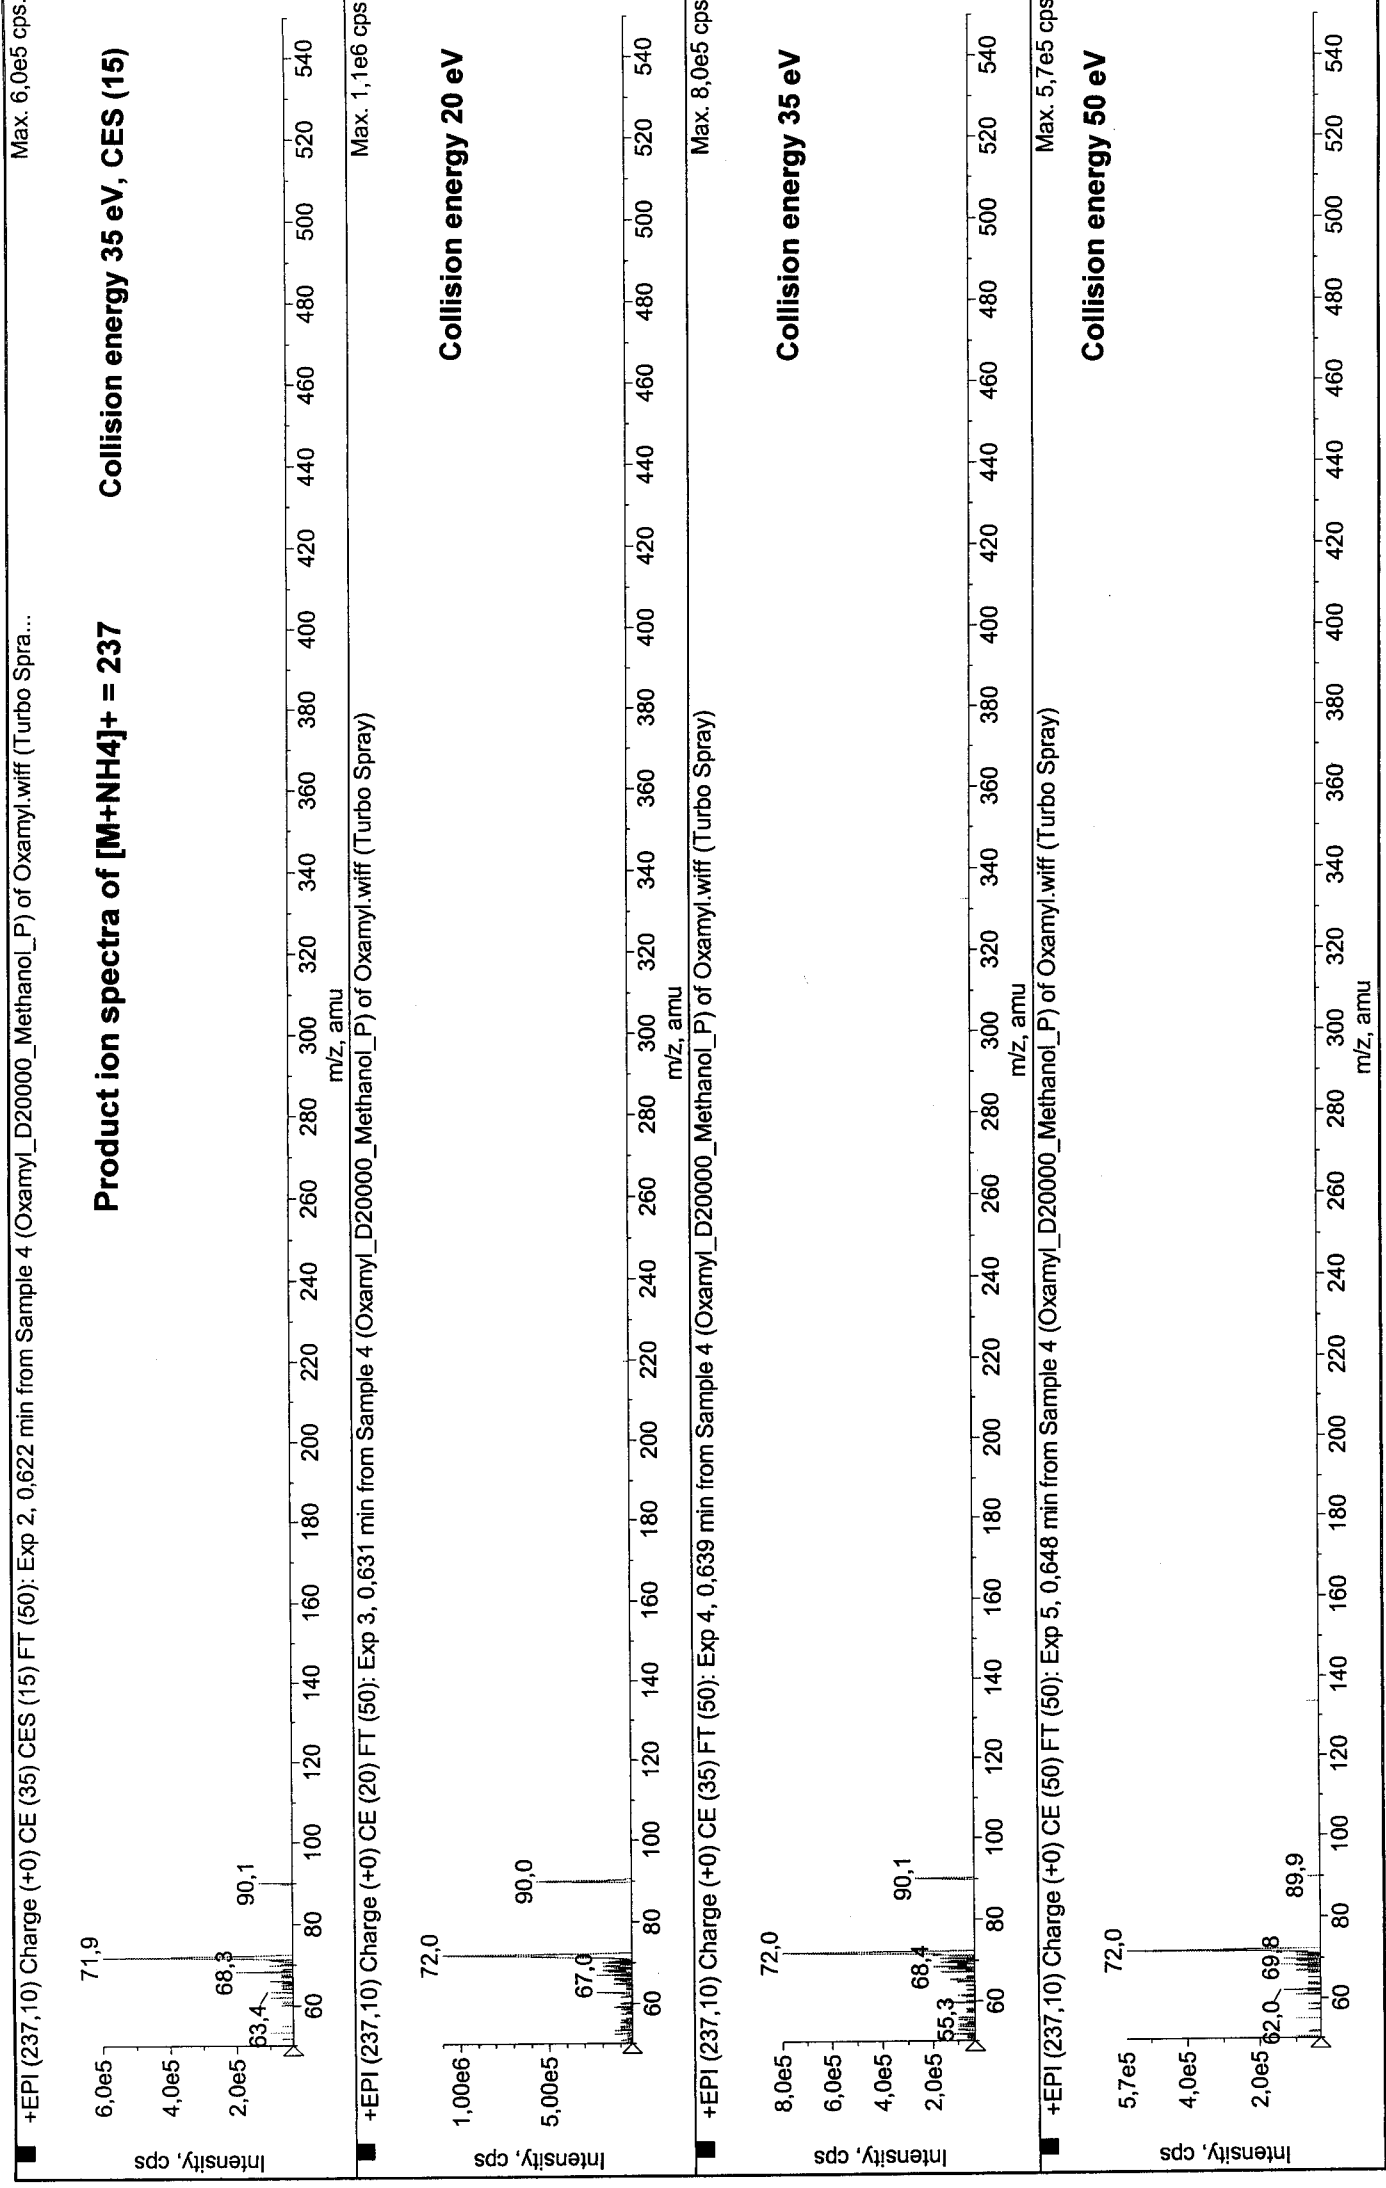 +EPI (237,10) Charge (+0) CE (35) CES (15) FT (50): Exp 2, 0,622 min from Sample 4 (Oxamyl_D20000_Methanol_P) of Oxamyl.wiff (Turbo Spra... Max. 6,0e5 cps.
Product ion spectra of [M+NH4]+ = 237 Collision energy 35 eV, CES (15)
Intensity, cps
6,0e5
4,0e5
2,0e5
71,9
68,3
63,4
90,1
60 80 100 120 140 160 180 200 220 240 260 280 300 320 340 360 380 400 420 440 460 480 500 520 540
m/z, amu
+EPI (237,10) Charge (+0) CE (20) FT (50): Exp 3, 0,631 min from Sample 4 (Oxamyl_D20000_Methanol_P) of Oxamyl.wiff (Turbo Spray) Max. 1,1e6 cps
Collision energy 20 eV
Intensity, cps
1,00e6
5,00e5
72,0
67,0
90,0
60 80 100 120 140 160 180 200 220 240 260 280 300 320 340 360 380 400 420 440 460 480 500 520 540
m/z, amu
+EPI (237,10) Charge (+0) CE (35) FT (50): Exp 4, 0,639 min from Sample 4 (Oxamyl_D20000_Methanol_P) of Oxamyl.wiff (Turbo Spray) Max. 8,0e5 cps
Collision energy 35 eV
Intensity, cps
8,0e5
6,0e5
4,0e5
2,0e5
72,0
68,4
55,3
90,1
60 80 100 120 140 160 180 200 220 240 260 280 300 320 340 360 380 400 420 440 460 480 500 520 540
m/z, amu
+EPI (237,10) Charge (+0) CE (50) FT (50): Exp 5, 0,648 min from Sample 4 (Oxamyl_D20000_Methanol_P) of Oxamyl.wiff (Turbo Spray) Max. 5,7e5 cps
Collision energy 50 eV
Intensity, cps
5,7e5
4,0e5
2,0e5
72,0
69,8
62,0
89,9
60 80 100 120 140 160 180 200 220 240 260 280 300 320 340 360 380 400 420 440 460 480 500 520 540
m/z, amu